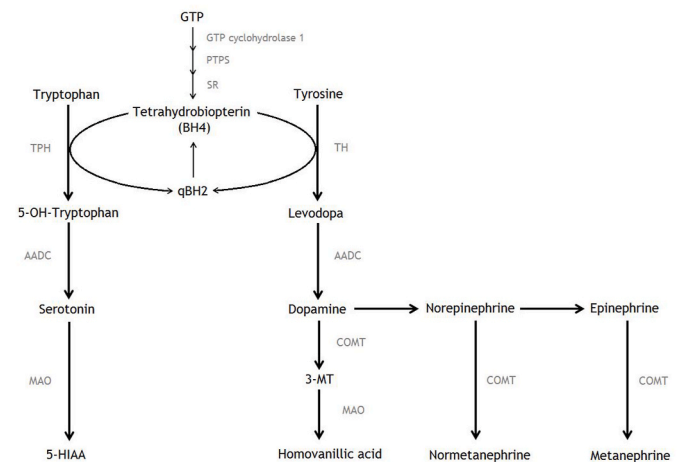 GTP
GTP cyclohydrolase 1
PTPS
SR
Tryptophan
Tyrosine
Tetrahydrobiopterin
(BH4)
TPH
TH
qBH2
5-OH-Tryptophan
Levodopa
AADC
AADC
Serotonin
Dopamine
Norepinephrine
Epinephrine
COMT
3-MT
MAO
COMT
COMT
MAO
5-HIAA
Homovanillic acid
Normetanephrine
Metanephrine